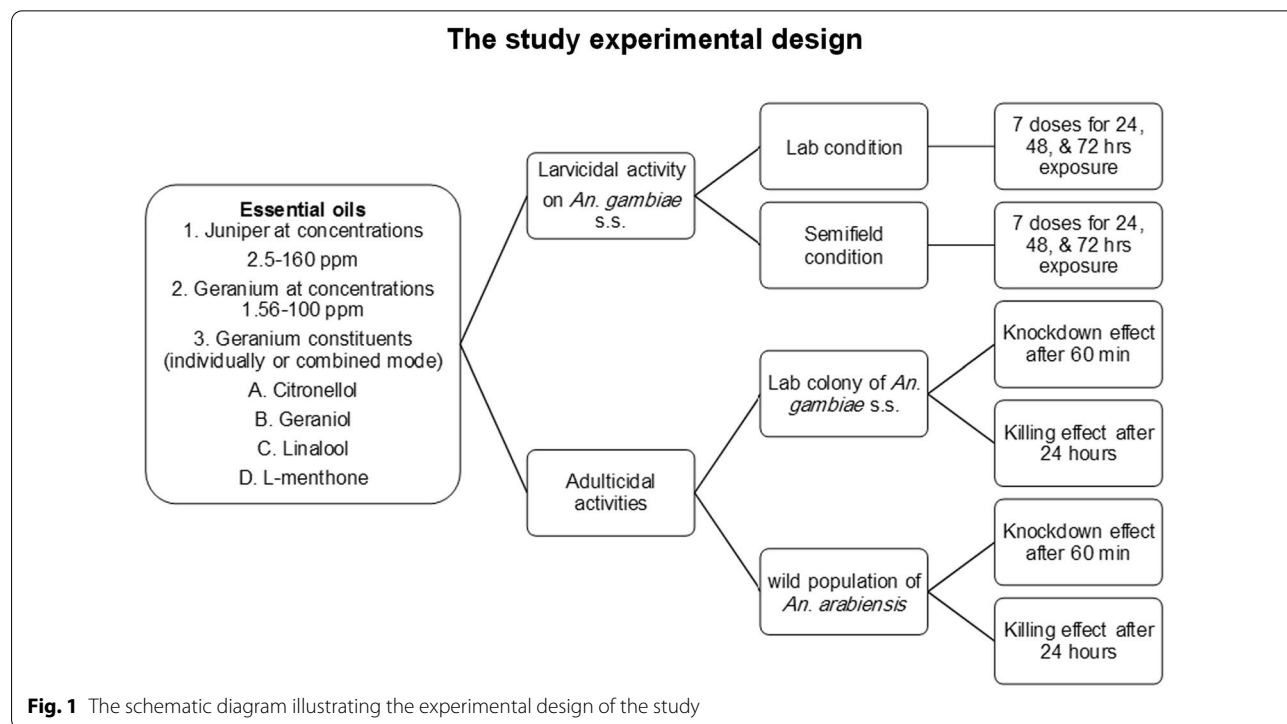 The study experimental design
Essential oils
1. Juniper at concentrations
2.5-160 ppm
2. Geranium at concentrations
1.56-100 ppm
3. Geranium constituents
(individually or combined mode)
A. Citronellol
B. Geraniol
C. Linalool
D. L-menthone
Larvicidal activity
on An. gambiae
s.s.
Lab condition
7 doses for 24,
48, & 72 hrs
exposure
Semifield
condition
7 doses for 24,
48, & 72 hrs
exposure
Adulticidal
activities
Lab colony of An.
gambiae s.s.
Knockdown effect
after 60 min
Killing effect after
24 hours
wild population of
An. arabiensis
Knockdown effect
after 60 min
Killing effect after
24 hours
Fig. 1 The schematic diagram illustrating the experimental design of the study